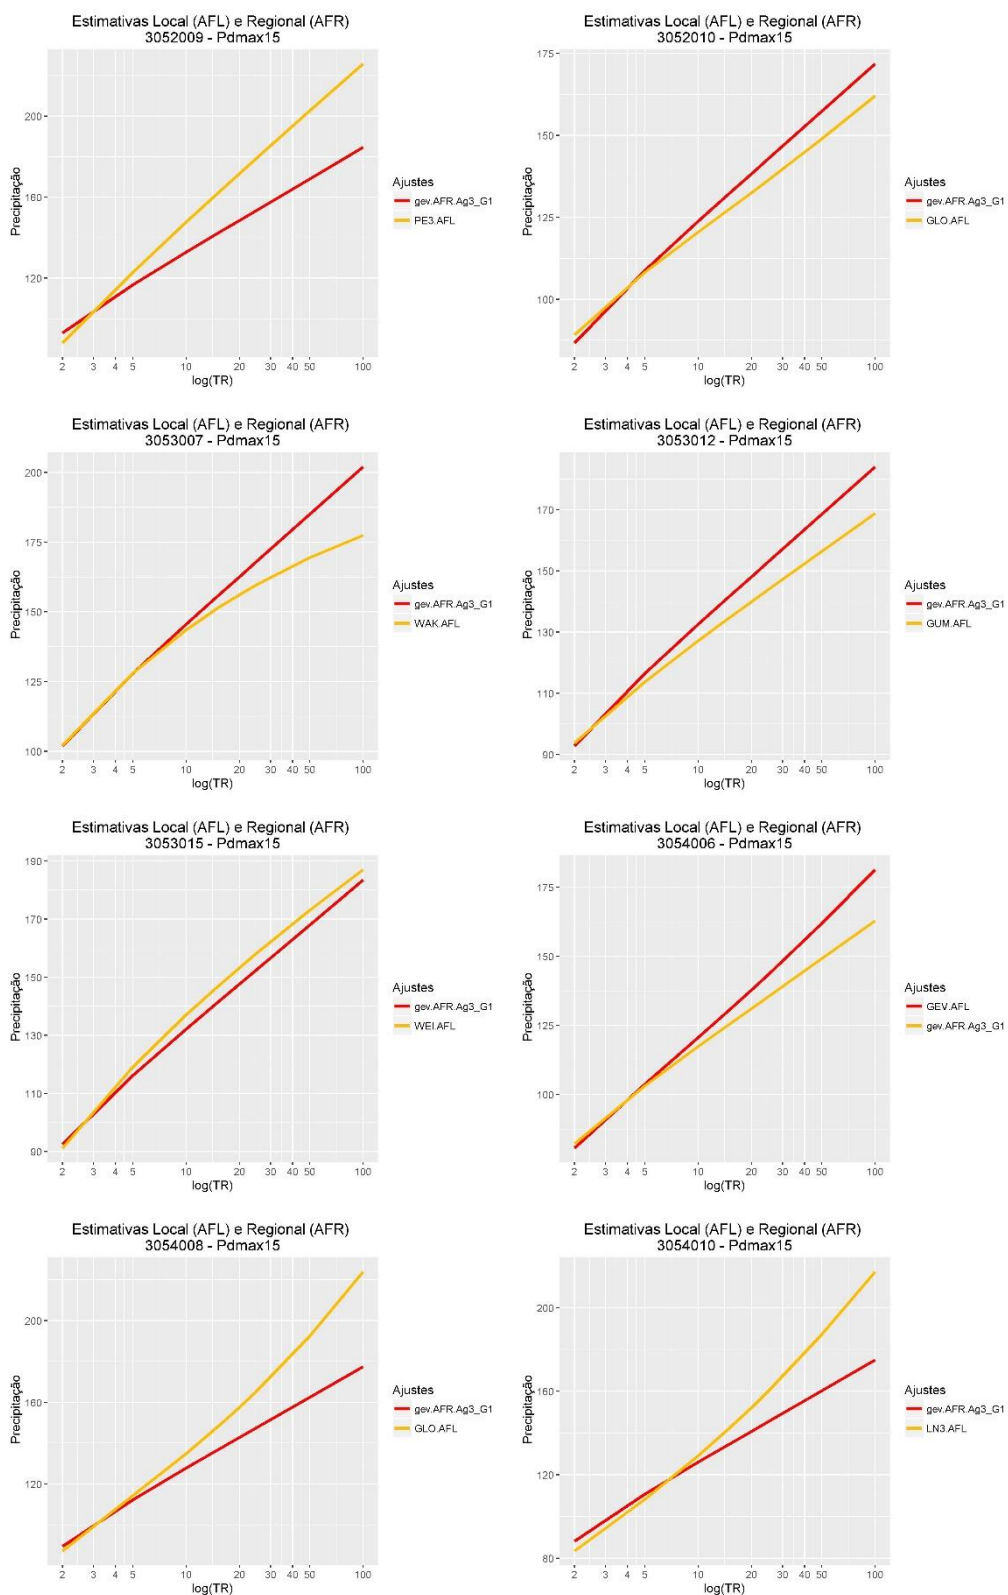 Estimativas Local (AFL) e Regional (AFR)
3052009 - Pdmax15
200
160
120
Precipitação
2 3 4 5 10 20 30 40 50 100
log(TR)
Ajustes
gev.AFR.Ag3_G1
PE3.AFL
Estimativas Local (AFL) e Regional (AFR)
3052010 - Pdmax15
175
150
125
100
Precipitação
2 3 4 5 10 20 30 40 50 100
log(TR)
Ajustes
gev.AFR.Ag3_G1
GLO.AFL
Estimativas Local (AFL) e Regional (AFR)
3053007 - Pdmax15
200
175
150
125
100
Precipitação
2 3 4 5 10 20 30 40 50 100
log(TR)
Ajustes
gev.AFR.Ag3_G1
WAK.AFL
Estimativas Local (AFL) e Regional (AFR)
3053012 - Pdmax15
170
150
130
110
90
Precipitação
2 3 4 5 10 20 30 40 50 100
log(TR)
Ajustes
gev.AFR.Ag3_G1
GUM.AFL
Estimativas Local (AFL) e Regional (AFR)
3053015 - Pdmax15
190
170
150
130
110
90
Precipitação
2 3 4 5 10 20 30 40 50 100
log(TR)
Ajustes
gev.AFR.Ag3_G1
WEI.AFL
Estimativas Local (AFL) e Regional (AFR)
3054006 - Pdmax15
175
150
125
100
Precipitação
2 3 4 5 10 20 30 40 50 100
log(TR)
Ajustes
GEV.AFL
gev.AFR.Ag3_G1
Estimativas Local (AFL) e Regional (AFR)
3054008 - Pdmax15
200
160
120
Precipitação
2 3 4 5 10 20 30 40 50 100
log(TR)
Ajustes
gev.AFR.Ag3_G1
GLO.AFL
Estimativas Local (AFL) e Regional (AFR)
3054010 - Pdmax15
200
160
120
80
Precipitação
2 3 4 5 10 20 30 40 50 100
log(TR)
Ajustes
gev.AFR.Ag3_G1
LN3.AFL